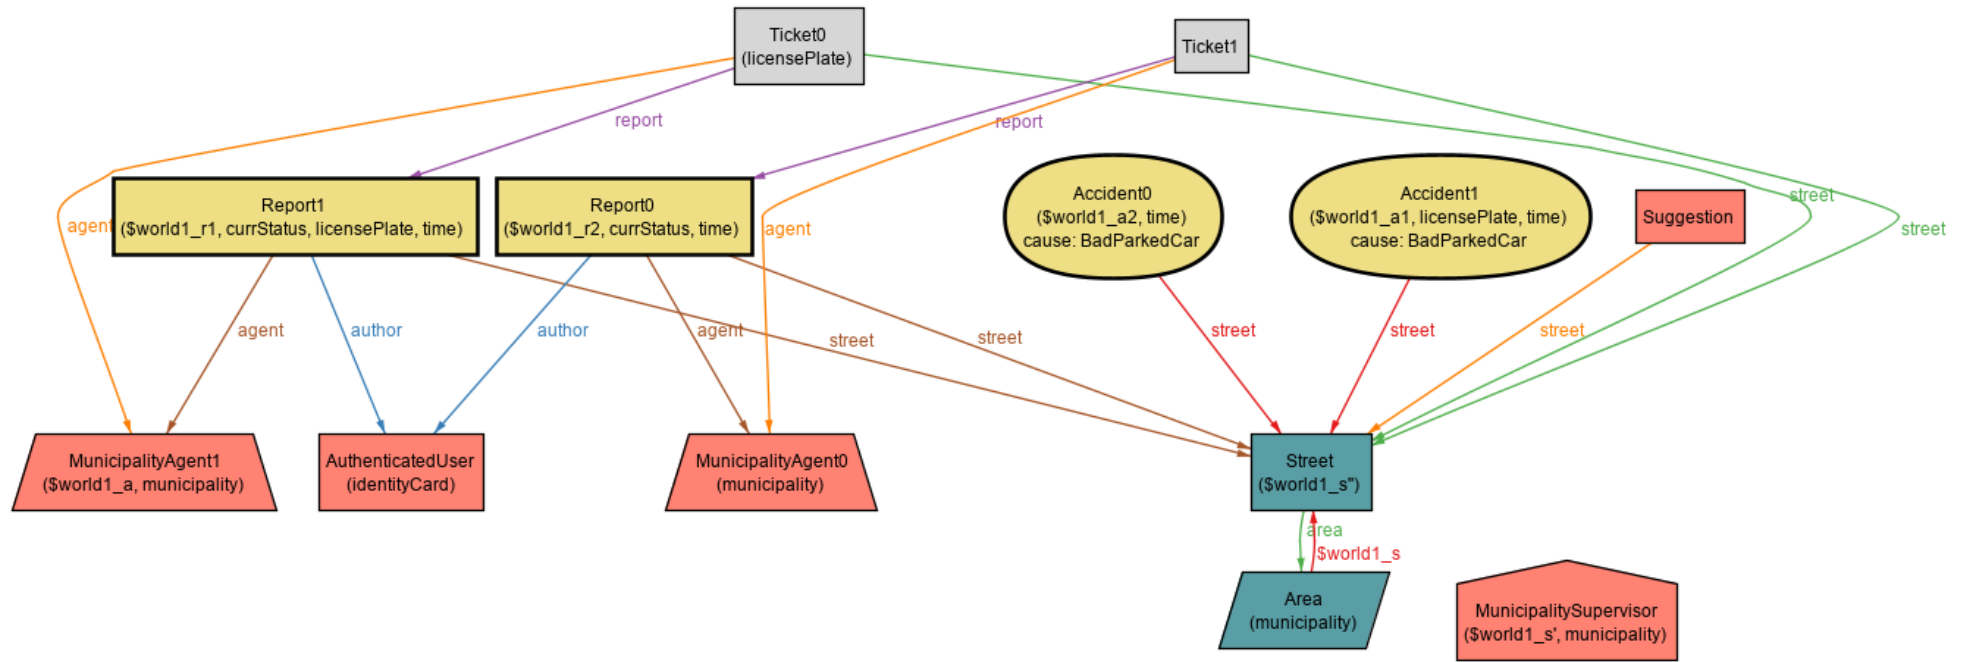 Ticket0
(licensePlate)
Ticket1
report
report
Report1
($world1_r1, currStatus, licensePlate, time)
Report0
($world1_r2, currStatus, time)
Accident0
($world1_a2, time)
cause: BadParkedCar
Accident1
($world1_a1, licensePlate, time)
cause: BadParkedCar
Suggestion
street
street
agent
agent
agent
author
author
agent
street
street
street
street
street
MunicipalityAgent1
($world1_a, municipality)
AuthenticatedUser
(identityCard)
MunicipalityAgent0
(municipality)
Street
($world1_s")
area
$world1_s
Area
(municipality)
MunicipalitySupervisor
($world1_s', municipality)